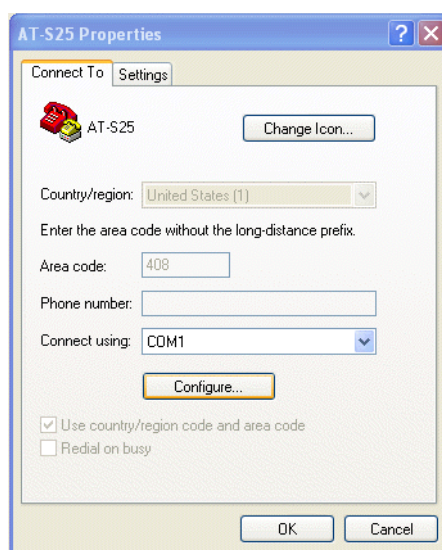 AT-S25 Properties
Connect To Settings
AT-S25 Change Icon...
Country/region: United States (1)
Enter the area code without the long-distance prefix.
Area code: 408
Phone number:
Connect using: COM1
Configure...
Use country/region code and area code
Redial on busy
OK Cancel